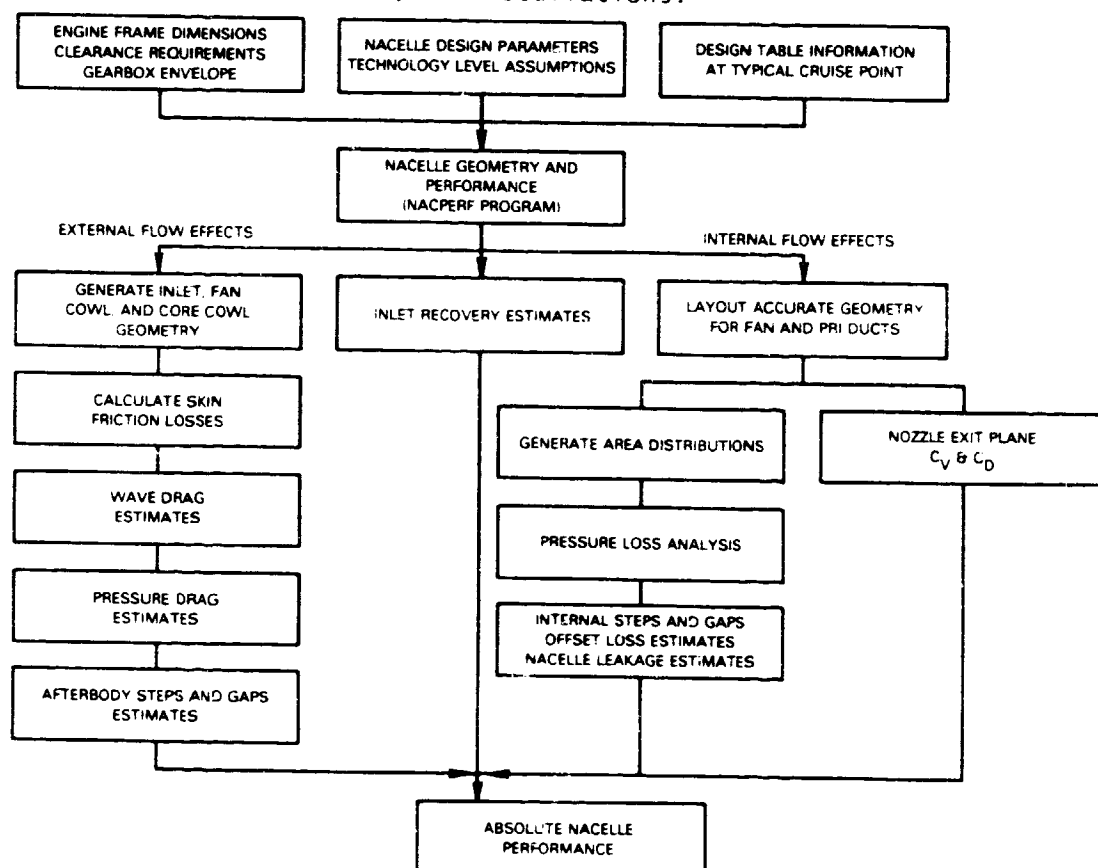 ENGINE FRAME DIMENSIONS
CLEARANCE REQUIREMENTS
GEARBOX ENVELOPE
NACELLE DESIGN PARAMETERS
TECHNOLOGY LEVEL ASSUMPTIONS
DESIGN TABLE INFORMATION
AT TYPICAL CRUISE POINT
NACELLE GEOMETRY AND
PERFORMANCE
(NACPERF PROGRAM)
EXTERNAL FLOW EFFECTS
INTERNAL FLOW EFFECTS
GENERATE INLET, FAN
COWL, AND CORE COWL
GEOMETRY
INLET RECOVERY ESTIMATES
LAYOUT ACCURATE GEOMETRY
FOR FAN AND PRI DUCTS
CALCULATE SKIN
FRICTION LOSSES
GENERATE AREA DISTRIBUTIONS
NOZZLE EXIT PLANE
CV & CD
WAVE DRAG
ESTIMATES
PRESSURE LOSS ANALYSIS
PRESSURE DRAG
ESTIMATES
INTERNAL STEPS AND GAPS
OFFSET LOSS ESTIMATES
NACELLE LEAKAGE ESTIMATES
AFTERBODY STEPS AND GAPS
ESTIMATES
ABSOLUTE NACELLE
PERFORMANCE